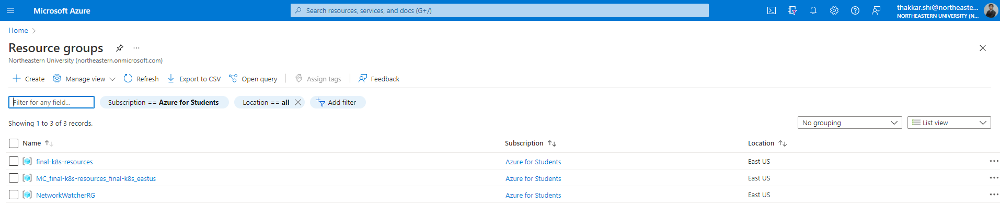 Microsoft Azure
Search resources, services, and docs (G+/)
thakkar.shi@northeaste...
NORTHEASTERN UNIVERSITY (N...
Home
Resource groups
Northeastern University (northeastern.onmicrosoft.com)
Create Manage view Refresh Export to CSV Open query Assign tags Feedback
Filter for any field... Subscription == Azure for Students Location == all Add filter
Showing 1 to 3 of 3 records. No grouping List view
Name Subscription Location
final-k8s-resources Azure for Students East US
MC_final-k8s-resources_final-k8s_eastus Azure for Students East US
NetworkWatcherRG Azure for Students East US